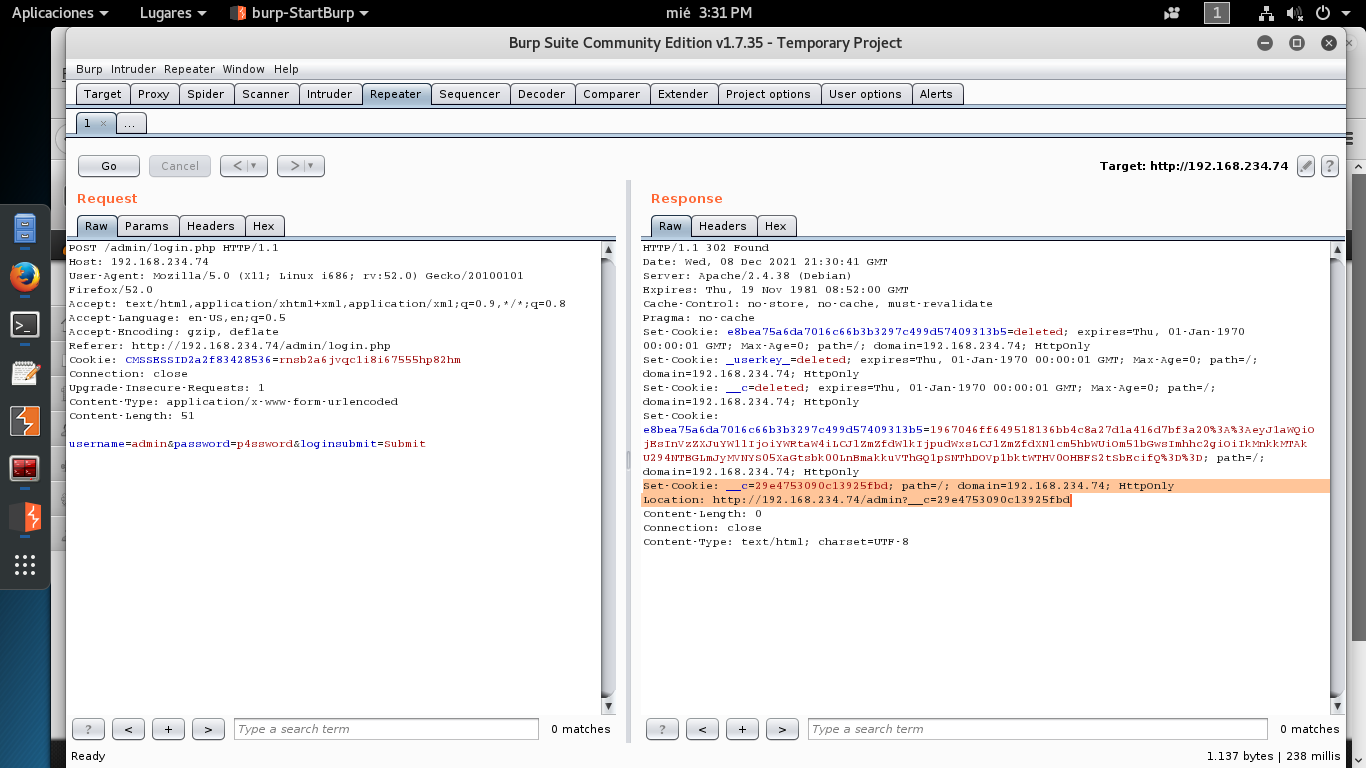 Aplicaciones Lugares burp-StartBurp mié 3:31 PM 1
Burp Suite Community Edition v1.7.35 - Temporary Project
Burp Intruder Repeater Window Help
Target Proxy Spider Scanner Intruder Repeater Sequencer Decoder Comparer Extender Project options User options Alerts
1 × ...
Go Cancel < > Target: http://192.168.234.74 ?
Request
Raw Params Headers Hex
POST /admin/login.php HTTP/1.1
Host: 192.168.234.74
User-Agent: Mozilla/5.0 (X11; Linux i686; rv:52.0) Gecko/20100101
Firefox/52.0
Accept: text/html,application/xhtml+xml,application/xml;q=0.9,*/*;q=0.8
Accept-Language: en-US,en;q=0.5
Accept-Encoding: gzip, deflate
Referer: http://192.168.234.74/admin/login.php
Cookie: CMSSESSID2a2f83428536=rnsb2a6jvqc1i8i67555hp82hm
Connection: close
Upgrade-Insecure-Requests: 1
Content-Type: application/x-www-form-urlencoded
Content-Length: 51
username=admin&password=p4ssword&loginsubmit=Submit
? < + > Type a search term 0 matches
Response
Raw Headers Hex
HTTP/1.1 302 Found
Date: Wed, 08 Dec 2021 21:30:41 GMT
Server: Apache/2.4.38 (Debian)
Expires: Thu, 19 Nov 1981 08:52:00 GMT
Cache-Control: no-store, no-cache, must-revalidate
Pragma: no-cache
Set-Cookie: e8bea75a6da7016c66b3b3297c499d57409313b5=deleted; expires=Thu, 01-Jan-1970
00:00:01 GMT; Max-Age=0; path=/; domain=192.168.234.74; HttpOnly
Set-Cookie: _userkey_=deleted; expires=Thu, 01-Jan-1970 00:00:01 GMT; Max-Age=0; path=/;
domain=192.168.234.74; HttpOnly
Set-Cookie: __c=deleted; expires=Thu, 01-Jan-1970 00:00:01 GMT; Max-Age=0; path=/;
domain=192.168.234.74; HttpOnly
Set-Cookie:
e8bea75a6da7016c66b3b3297c499d57409313b5=1967046ff649518136bb4c8a27d1a416d7bf3a20%3A%3AeyJ1aWQiO
jEsInVzZXJuYW1lIjoiYWRtaW4iLCJlZmZfdWlkIjpudWxsLCJlZmZfdXNlcm5hbWUiOm51bGwsImhhc2giOiIkMnkkMTAk
U294NTBGLmJyMVNYS05XaGtsbk00LnBmakkuVThGQ1pSNThDOVp1bktWTHV0OHBFS2tSbEcifQ%3D%3D; path=/;
domain=192.168.234.74; HttpOnly
Set-Cookie: __c=29e4753090c13925fbd; path=/; domain=192.168.234.74; HttpOnly
Location: http://192.168.234.74/admin?__c=29e4753090c13925fbd
Content-Length: 0
Connection: close
Content-Type: text/html; charset=UTF-8
? < + > Type a search term 0 matches
Ready 1.137 bytes | 238 millis